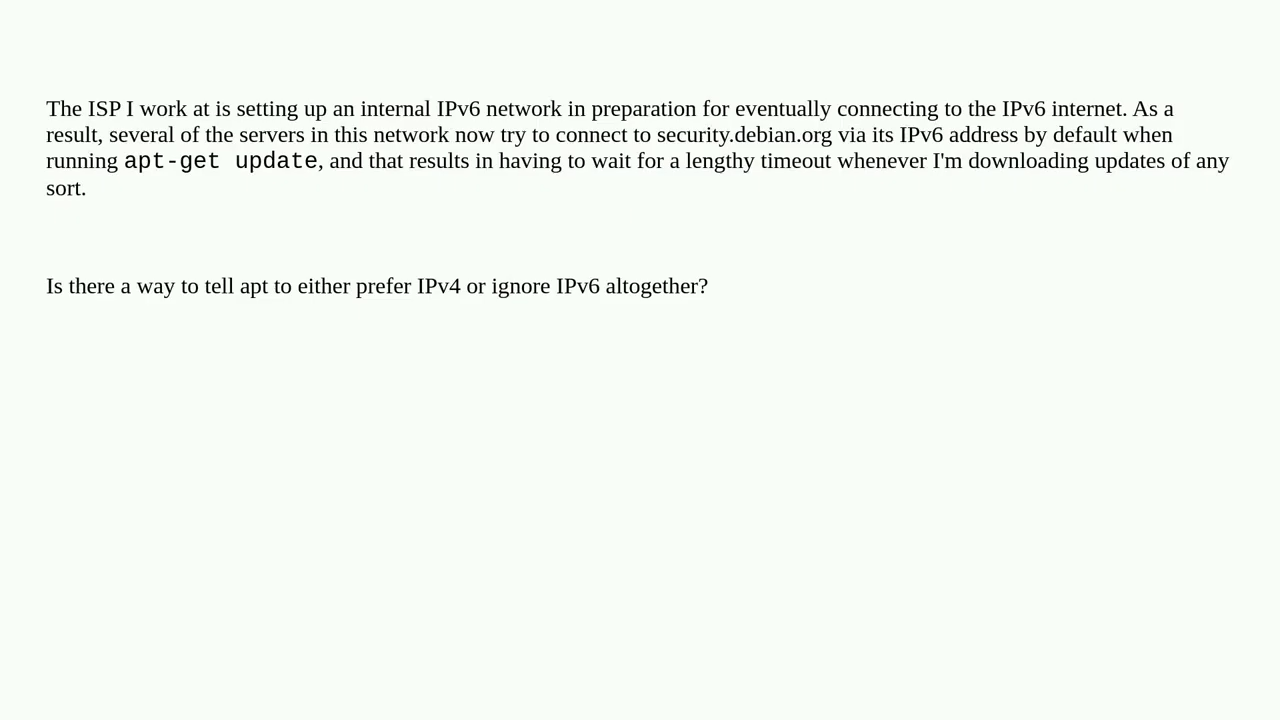 The ISP I work at is setting up an internal IPv6 network in preparation for eventually connecting to the IPv6 internet. As a
result, several of the servers in this network now try to connect to security.debian.org via its IPv6 address by default when
running apt-get update, and that results in having to wait for a lengthy timeout whenever I'm downloading updates of any
sort.
Is there a way to tell apt to either prefer IPv4 or ignore IPv6 altogether?